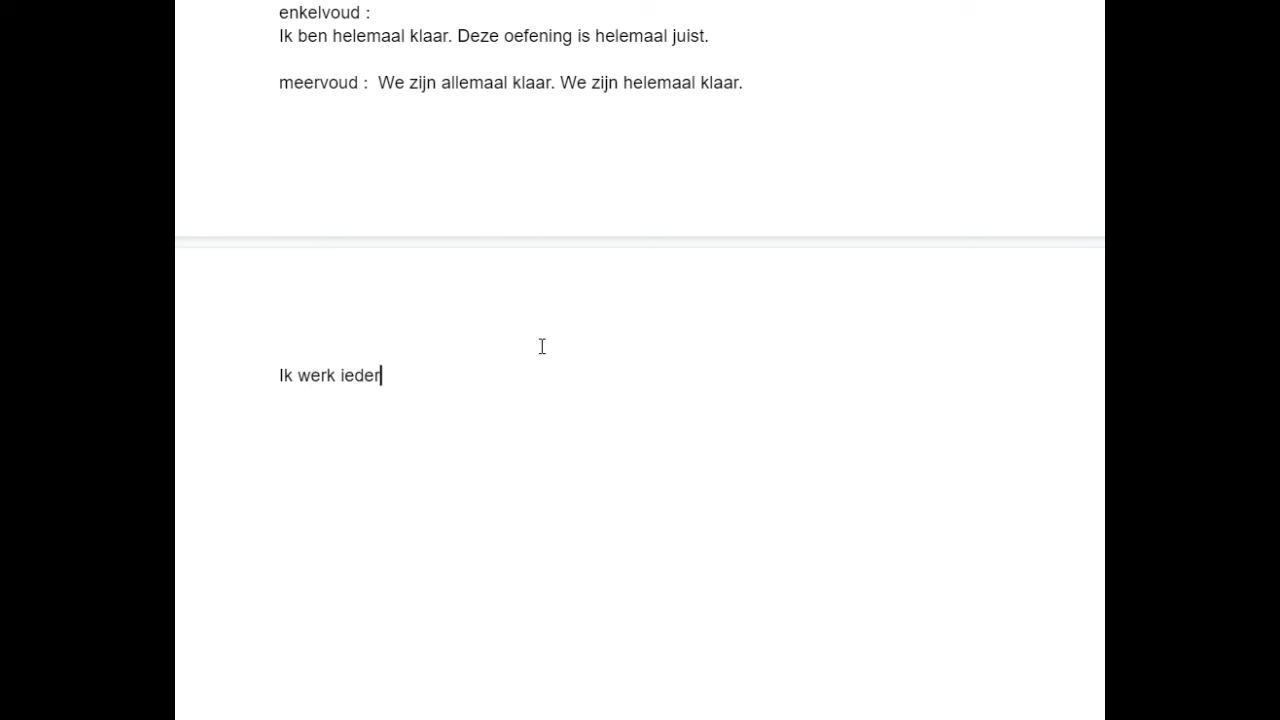 enkelvoud :
Ik ben helemaal klaar. Deze oefening is helemaal juist.
meervoud :  We zijn allemaal klaar. We zijn helemaal klaar.
Ik werk ieder